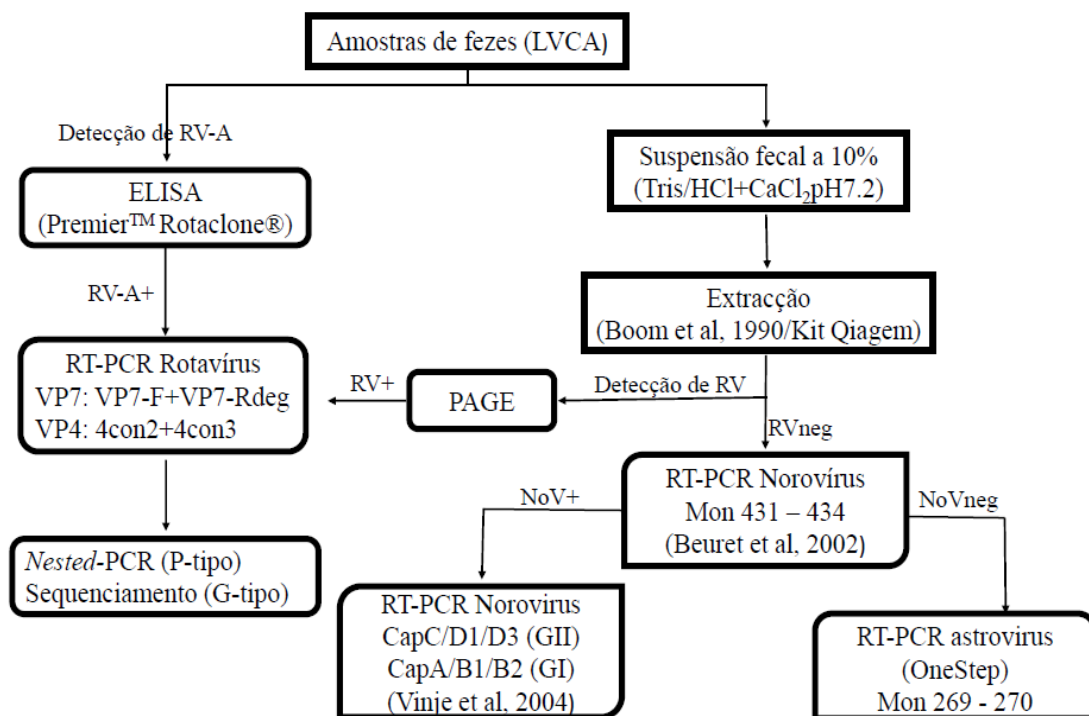 Amostras de fezes (LVCA)
Detecção de RV-A
ELISA
(Premier™ Rotaclone®)
RV-A+
RT-PCR Rotavírus
VP7: VP7-F+VP7-Rdeg
VP4: 4con2+4con3
Nested-PCR (P-tipo)
Sequenciamento (G-tipo)
Suspensão fecal a 10%
(Tris/HCl+CaCl₂pH7.2)
Extracção
(Boom et al, 1990/Kit Qiagem)
Detecção de RV
PAGE
RV+
RVneg
RT-PCR Norovírus
Mon 431 – 434
(Beuret et al, 2002)
NoV+
NoVneg
RT-PCR Norovirus
CapC/D1/D3 (GII)
CapA/B1/B2 (GI)
(Vinje et al, 2004)
RT-PCR astrovirus
(OneStep)
Mon 269 - 270